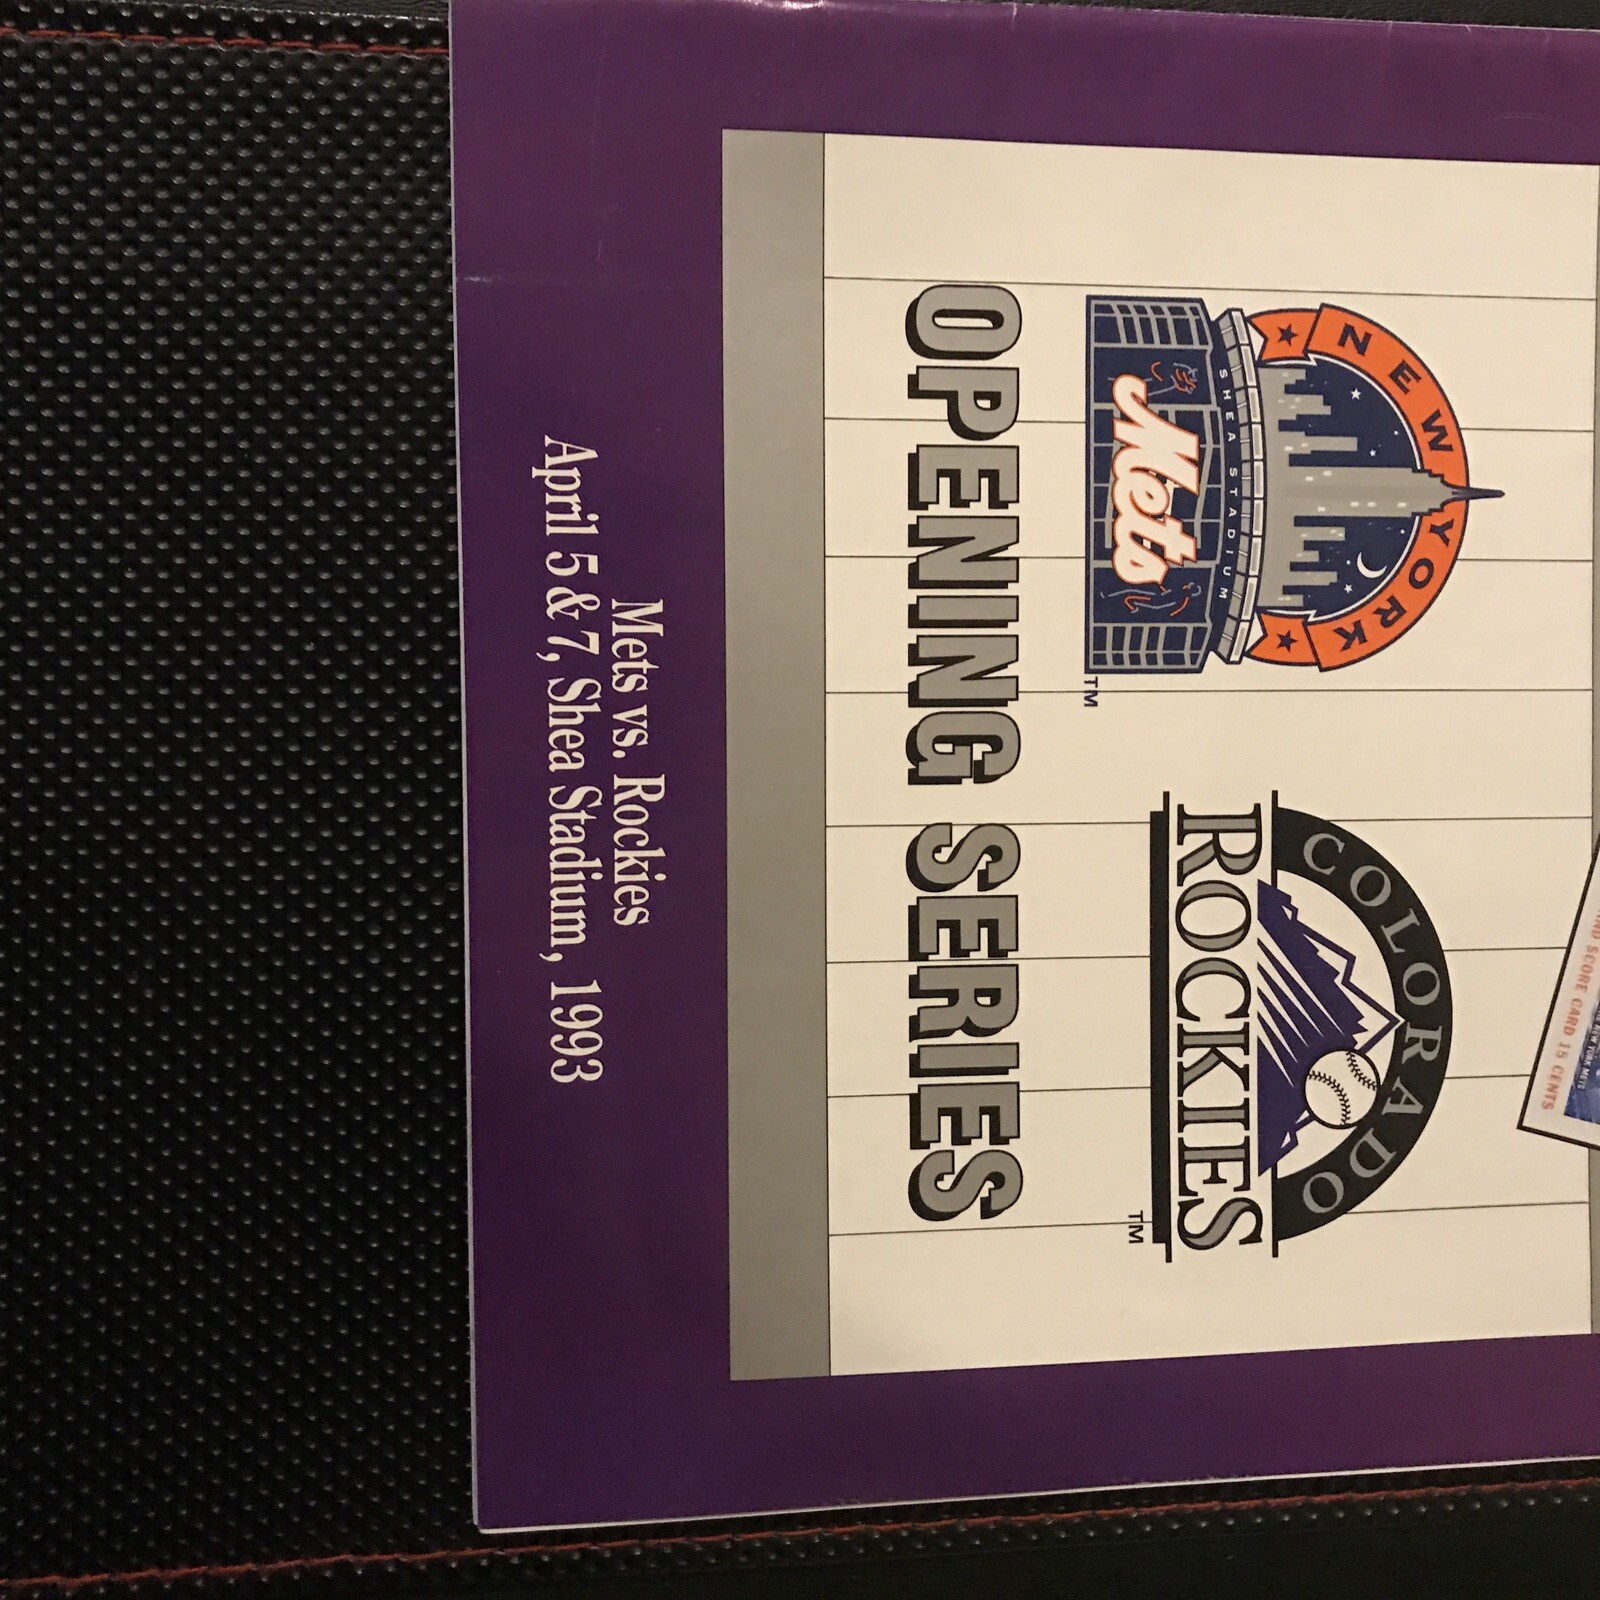 AND SCORE CARD 15 CENTS
NEW YORK
SHEA STADIUM
Mets
TM
COLORADO
ROCKIES
TM
OPENING SERIES
Mets vs. Rockies
April 5 & 7, Shea Stadium, 1993